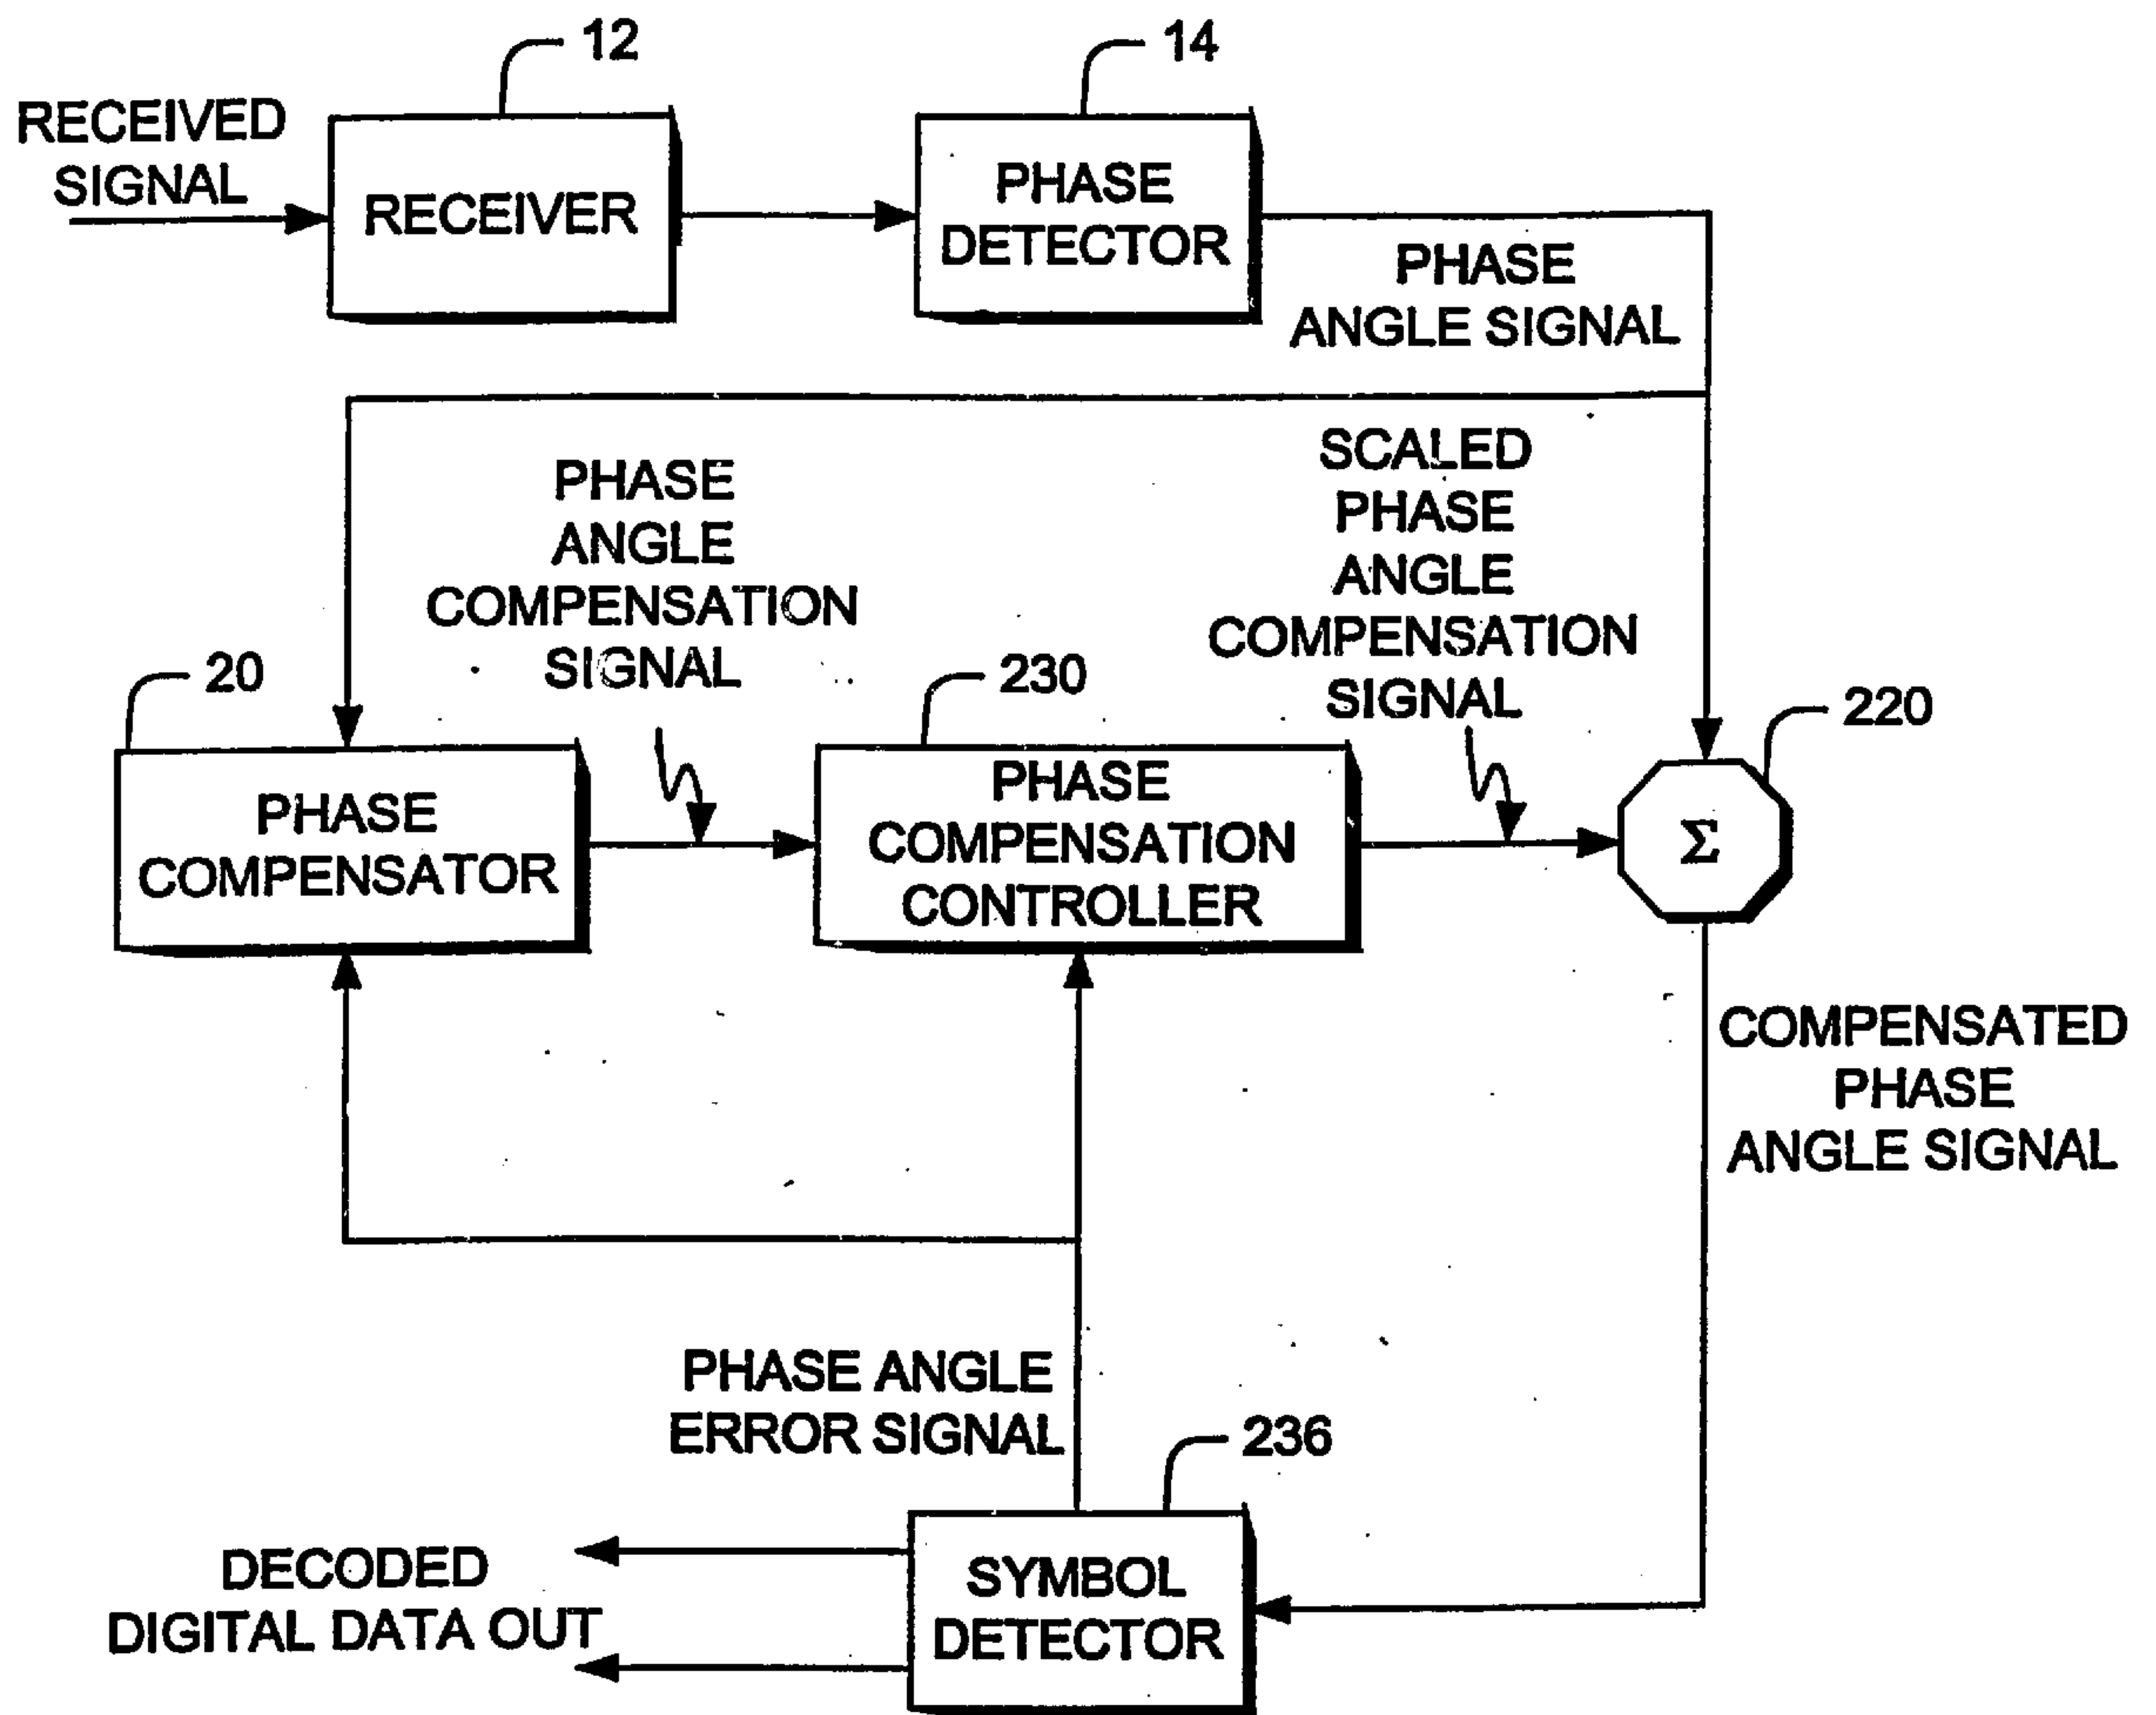 12
14
RECEIVED
SIGNAL
RECEIVER
PHASE
DETECTOR
PHASE
ANGLE SIGNAL
PHASE
ANGLE
COMPENSATION
SIGNAL
SCALED
PHASE
ANGLE
COMPENSATION
SIGNAL
20
230
220
PHASE
COMPENSATOR
PHASE
COMPENSATION
CONTROLLER
Σ
COMPENSATED
PHASE
ANGLE SIGNAL
PHASE ANGLE
ERROR SIGNAL
236
DECODED
DIGITAL DATA OUT
SYMBOL
DETECTOR